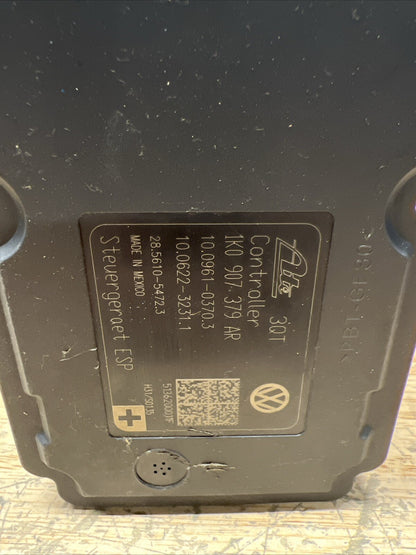 Ate 3QT
Controller
1K0 907 379 AR
10.0961-0370.3
10.0622-3231.1
28.5610-5472.3
MADE IN MEXICO
Steuergeraet ESP